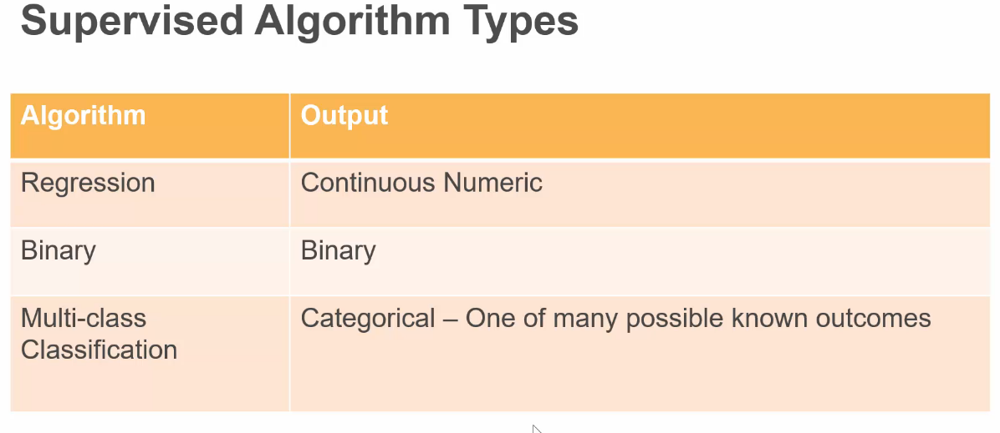 Supervised Algorithm Types
Algorithm
Output
Regression
Continuous Numeric
Binary
Binary
Multi-class
Classification
Categorical – One of many possible known outcomes